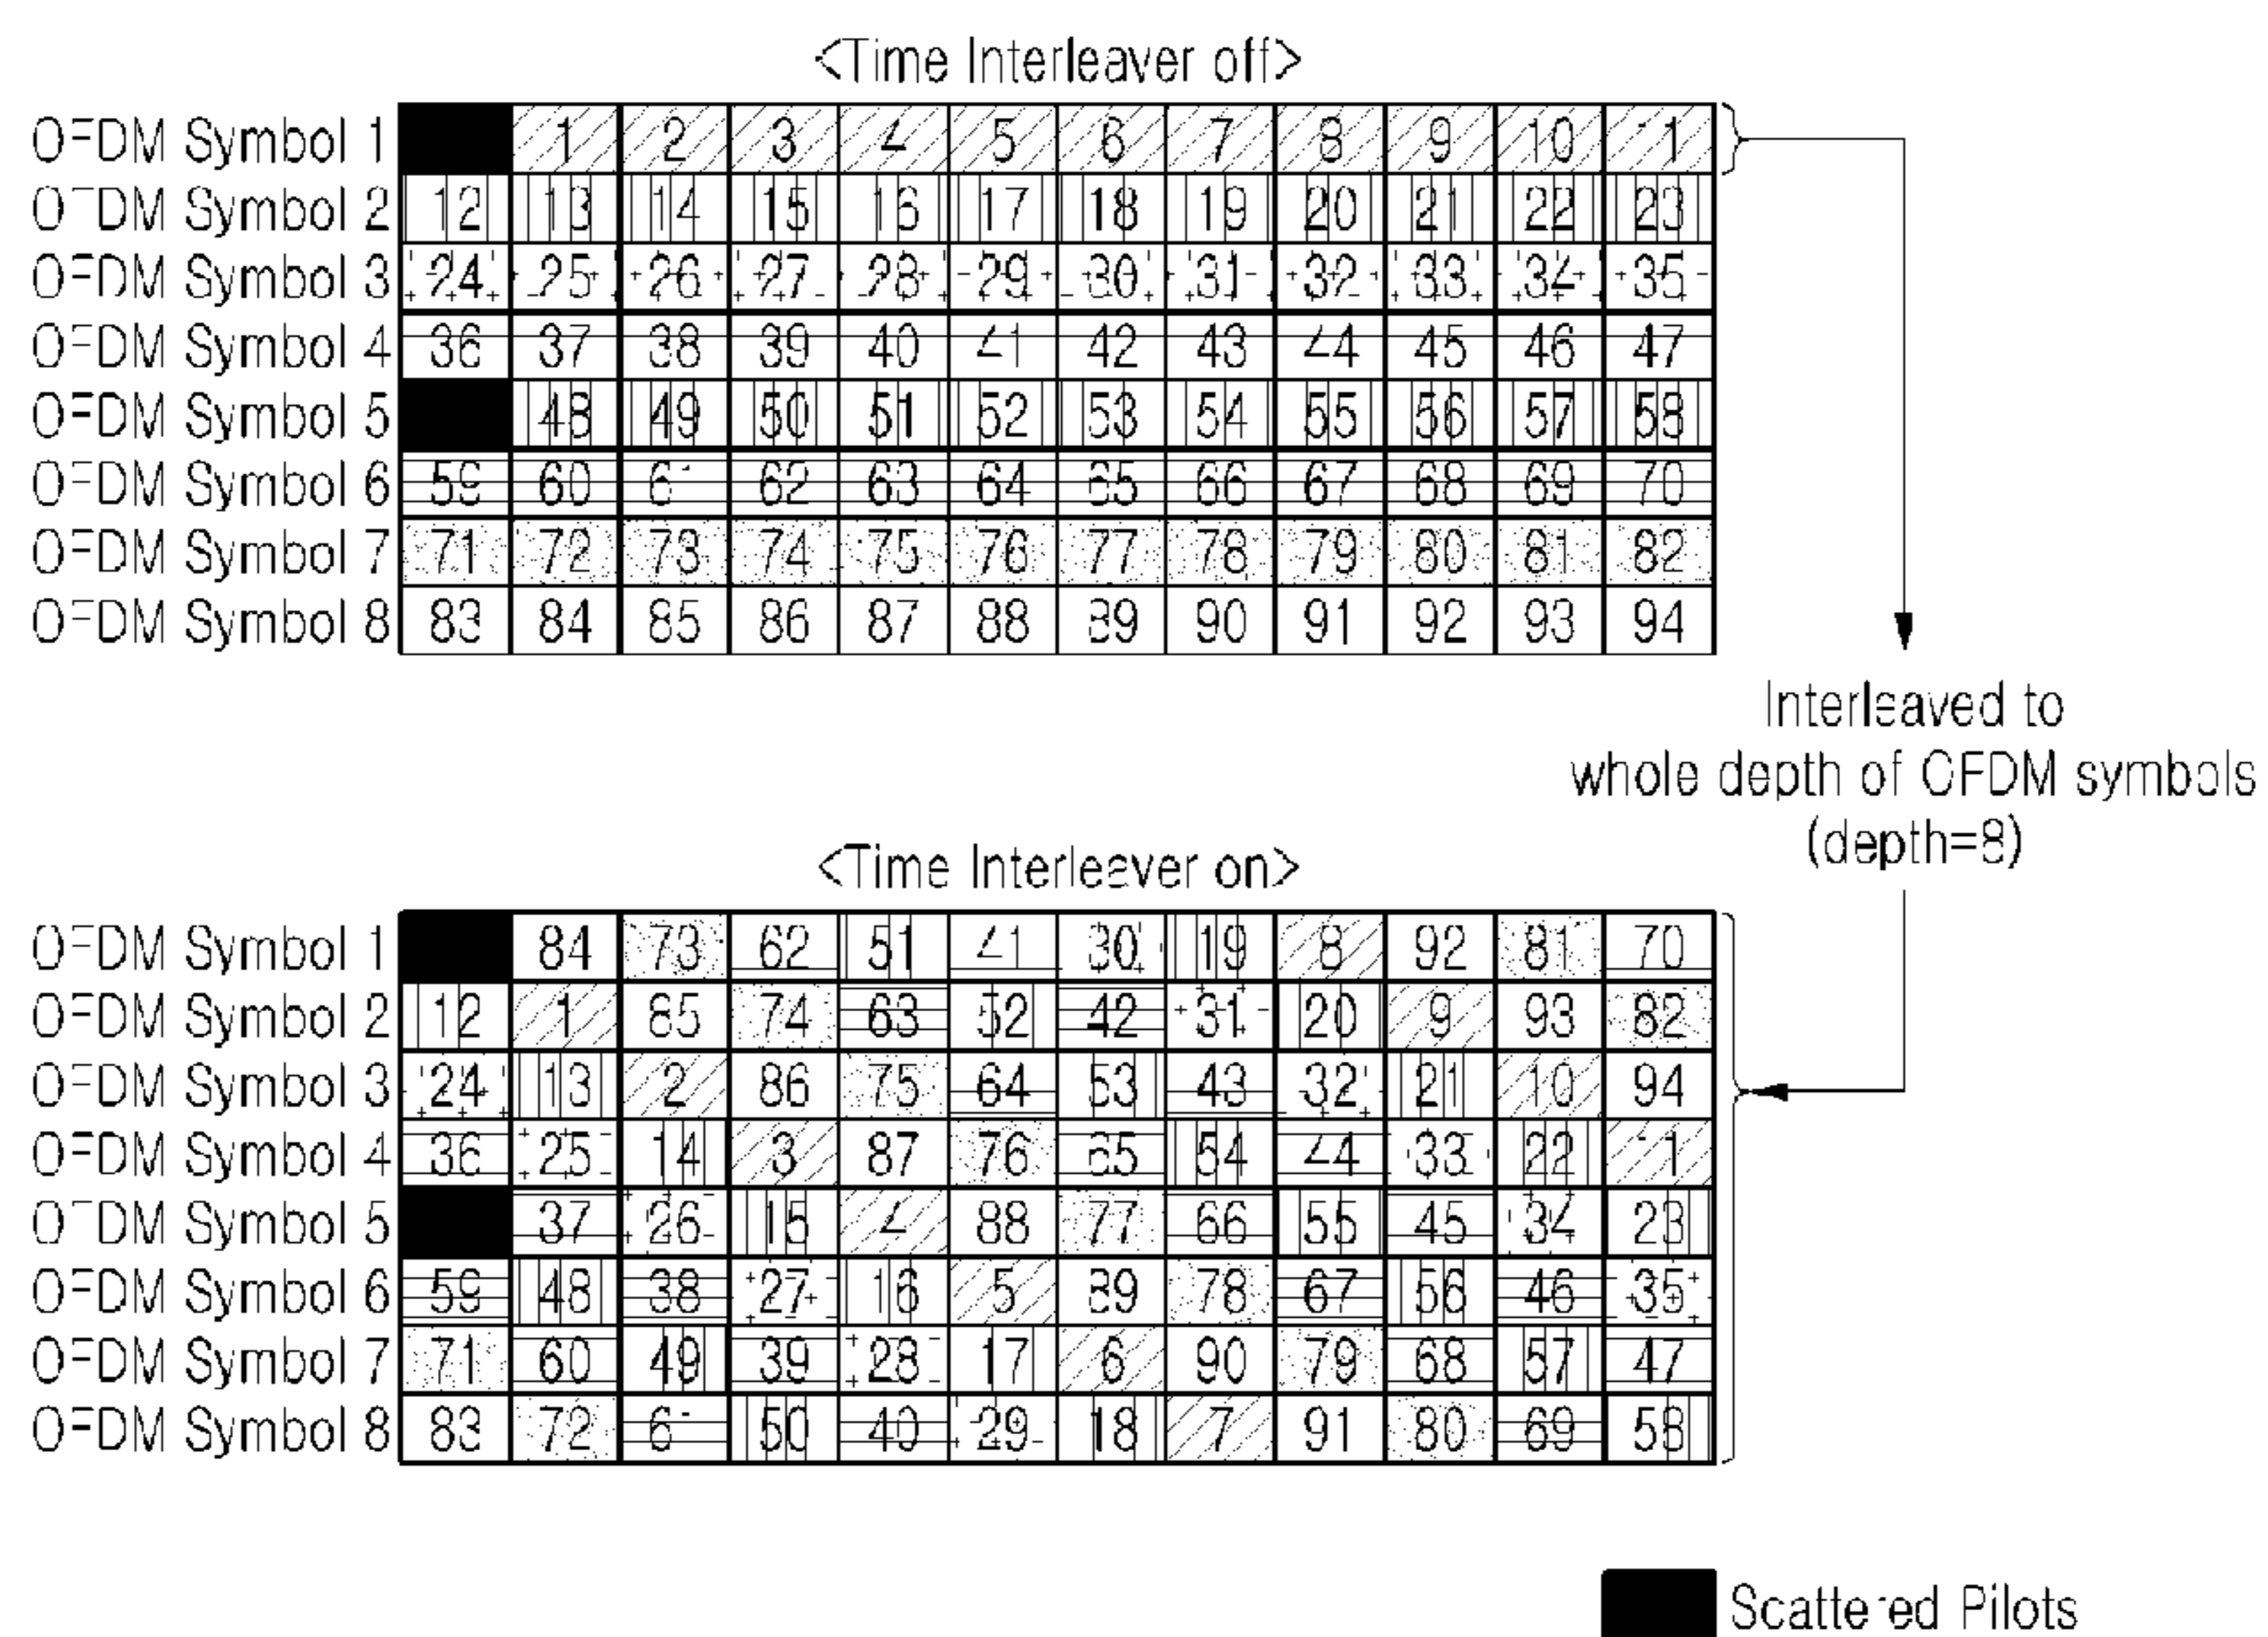 <Time Interleaver off>
OFDM Symbol 1 1 2 3 4 5 6 7 8 9 10 11
OFDM Symbol 2 12 13 14 15 16 17 18 19 20 21 22 23
OFDM Symbol 3 24 25 26 27 28 29 30 31 32 33 34 35
OFDM Symbol 4 36 37 38 39 40 41 42 43 44 45 46 47
OFDM Symbol 5 48 49 50 51 52 53 54 55 56 57 58
OFDM Symbol 6 59 60 61 62 63 64 65 66 67 68 69 70
OFDM Symbol 7 71 72 73 74 75 76 77 78 79 80 81 82
OFDM Symbol 8 83 84 85 86 87 88 89 90 91 92 93 94
Interleaved to
whole depth of OFDM symbols
(depth=8)
<Time Interleaver on>
OFDM Symbol 1 84 73 62 51 41 30 19 8 92 81 70
OFDM Symbol 2 12 1 85 74 63 52 42 31 20 9 93 82
OFDM Symbol 3 24 13 2 86 75 64 53 43 32 21 10 94
OFDM Symbol 4 36 25 14 3 87 76 65 54 44 33 22 11
OFDM Symbol 5 37 26 15 4 88 77 66 55 45 34 23
OFDM Symbol 6 59 48 38 27 16 5 89 78 67 56 46 35
OFDM Symbol 7 71 60 49 39 28 17 6 90 79 68 57 47
OFDM Symbol 8 83 72 61 50 40 29 18 7 91 80 69 58
Scattered Pilots